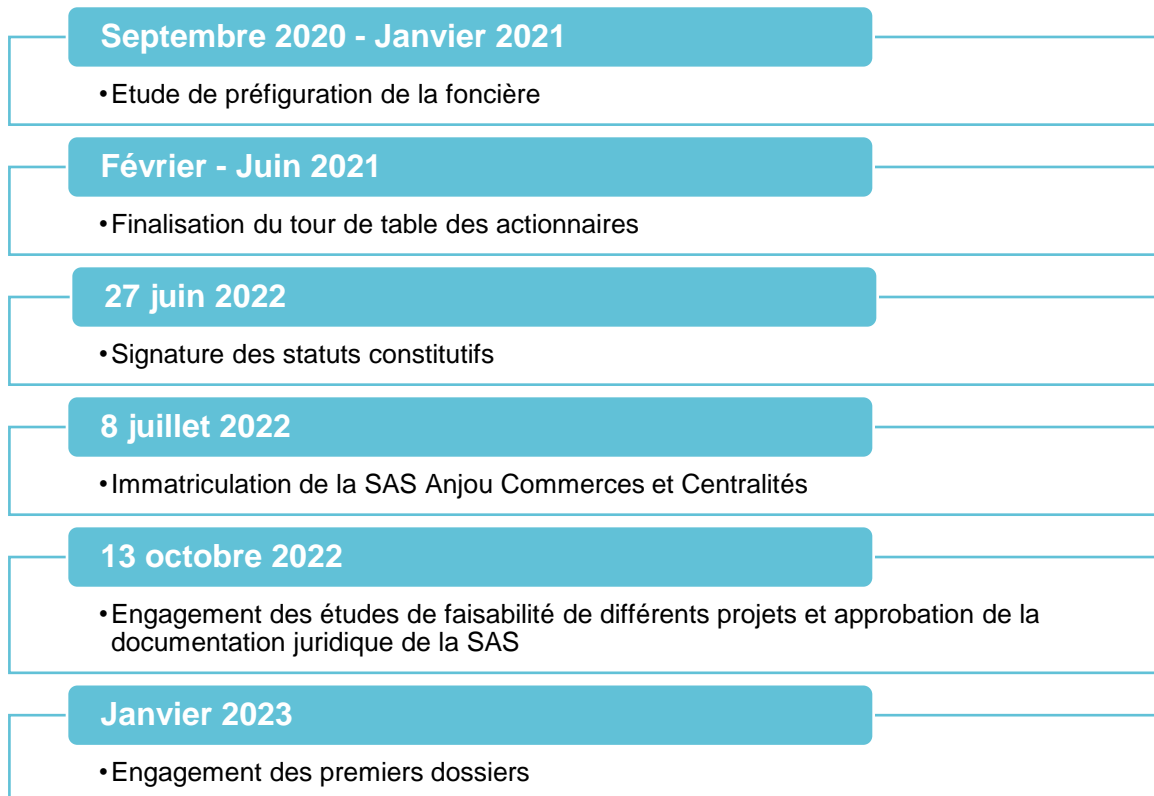 Septembre 2020 - Janvier 2021
•Etude de préfiguration de la foncière
Février - Juin 2021
•Finalisation du tour de table des actionnaires
27 juin 2022
•Signature des statuts constitutifs
8 juillet 2022
•Immatriculation de la SAS Anjou Commerces et Centralités
13 octobre 2022
•Engagement des études de faisabilité de différents projets et approbation de la
documentation juridique de la SAS
Janvier 2023
•Engagement des premiers dossiers